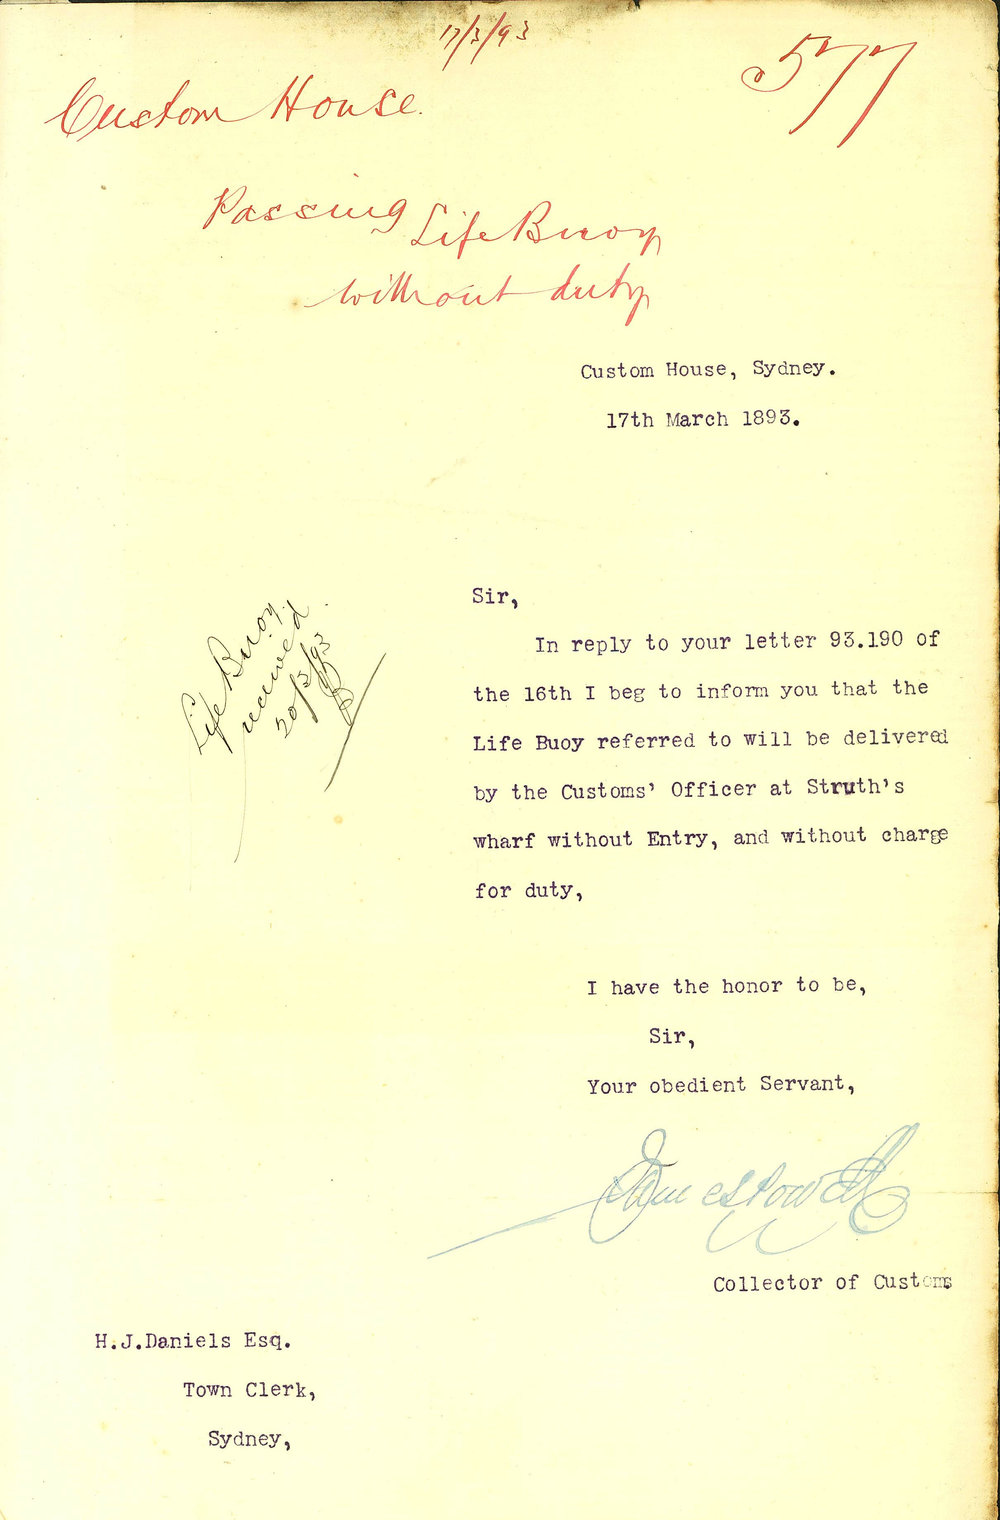 17/3/93
577
Custom House.
Passing Life Buoy
without duty
Custom House, Sydney.
17th March 1893.
Life Buoy
received
20/3/93
Sir,
In reply to your letter 93.190 of
the 16th I beg to inform you that the
Life Buoy referred to will be delivered
by the Customs' Officer at Struth's
wharf without Entry, and without charge
for duty,
I have the honor to be,
Sir,
Your obedient Servant,
James Powell
Collector of Customs
H.J.Daniels Esq.
Town Clerk,
Sydney,